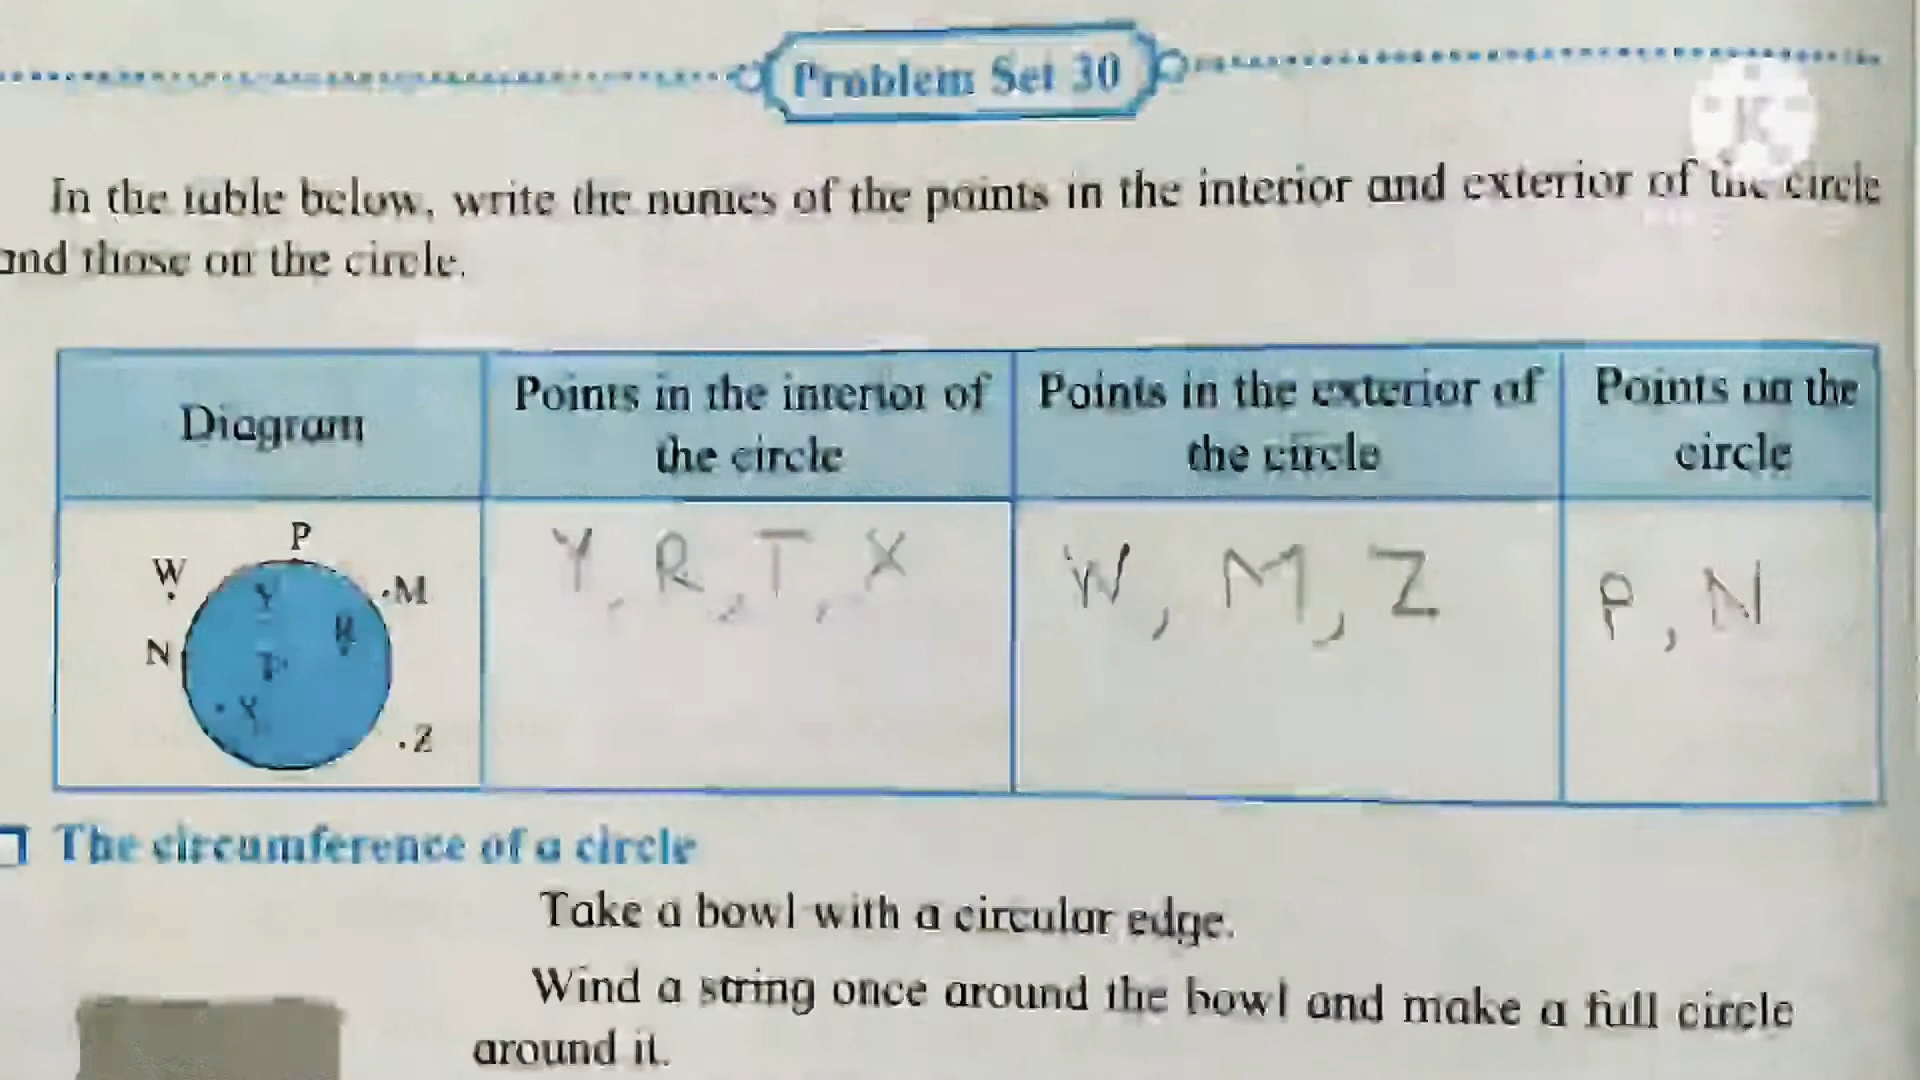 Problem Set 30
In the table below, write the names of the points in the interior and exterior of the circle
and those on the circle.
Diagram
Points in the interior of
the circle
Points in the exterior of
the circle
Points on the
circle
P
W
M
Y
R
N
T
X
Z
Y, R, T, X
W, M, Z
P, N
The circumference of a circle
Take a bowl with a circular edge.
Wind a string once around the bowl and make a full circle
around it.